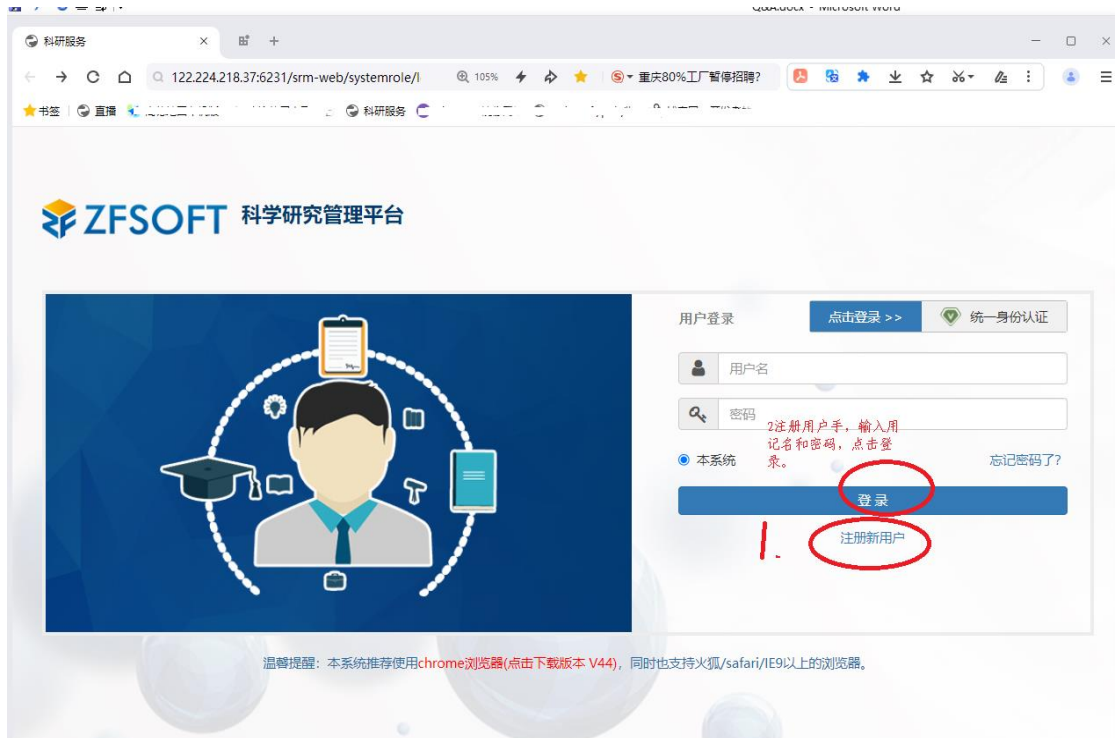 Q&A.docx - Microsoft Word
科研服务
122.224.218.37:6231/srm-web/systemrole/l
105%
重庆80%工厂暂停招聘?
书签
直播
科研服务
ZFSOFT 科学研究管理平台
用户登录
点击登录 >>
统一身份认证
用户名
密码
2注册用户手，输入用
记名和密码，点击登
录。
本系统
忘记密码了?
登 录
1.
注册新用户
温馨提醒：本系统推荐使用chrome浏览器(点击下载版本 V44)，同时也支持火狐/safari/IE9以上的浏览器。